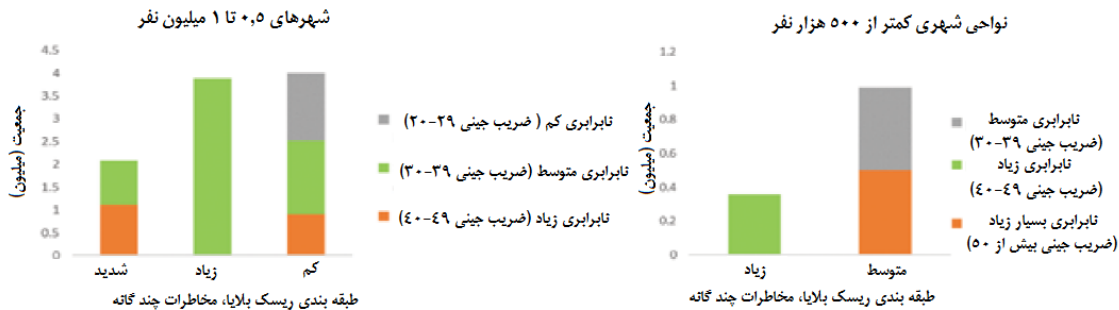 شهرهای ۰,۵ تا ۱ میلیون نفر
4.5
4
3.5
3
2.5
2
1.5
1
0.5
0
جمعیت (میلیون)
شدید
زیاد
کم
طبقه بندی ریسک بلایا، مخاطرات چند گانه
نابرابری کم ( ضریب جینی ۲۹-۲۰)
نابرابری متوسط (ضریب جینی ۳۹-۳۰)
نابرابری زیاد (ضریب جینی ٤۹-٤۰)
نواحی شهری کمتر از ۵۰۰ هزار نفر
1.2
1
0.8
0.6
0.4
0.2
0
جمعیت (میلیون)
زیاد
متوسط
طبقه بندی ریسک بلایا، مخاطرات چند گانه
نابرابری متوسط
(ضریب جینی ۳۹-۳۰)
نابرابری زیاد
(ضریب جینی ٤۹-٤۰)
نابرابری بسیار زیاد
(ضریب جینی بیش از ۵۰)